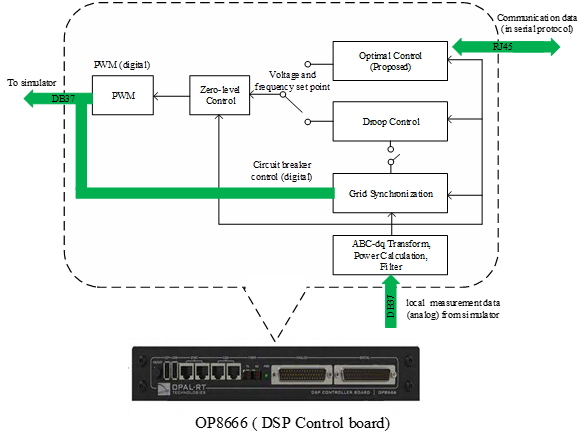 Communication data
(in serial protocol)
RJ45
Optimal Control
(Proposed)
PWM (digital)
Voltage and
frequency set point
To simulator
DB37
PWM
Zero-level
Control
Droop Control
Circuit breaker
control (digital)
Grid Synchronization
ABC-dq Transform,
Power Calculation,
Filter
DB37
local measurement data
(analog) from simulator
OPAL-RT
TECHNOLOGIES
DSP CONTROLLER BOARD | OP8666
OP8666 ( DSP Control board)